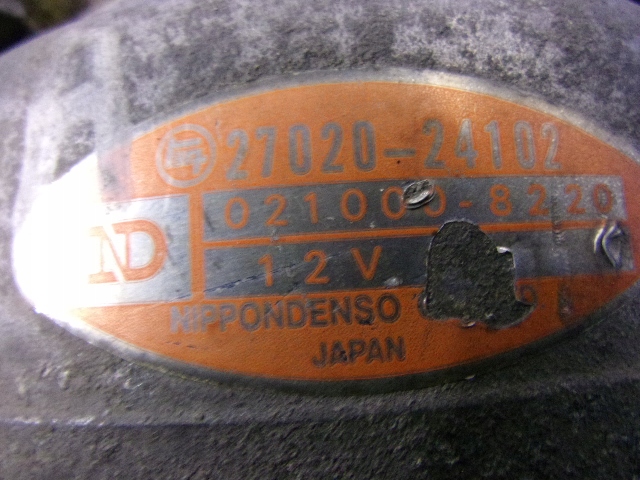 27020-24102
021000-8220
ND
12V
NIPPONDENSO
JAPAN